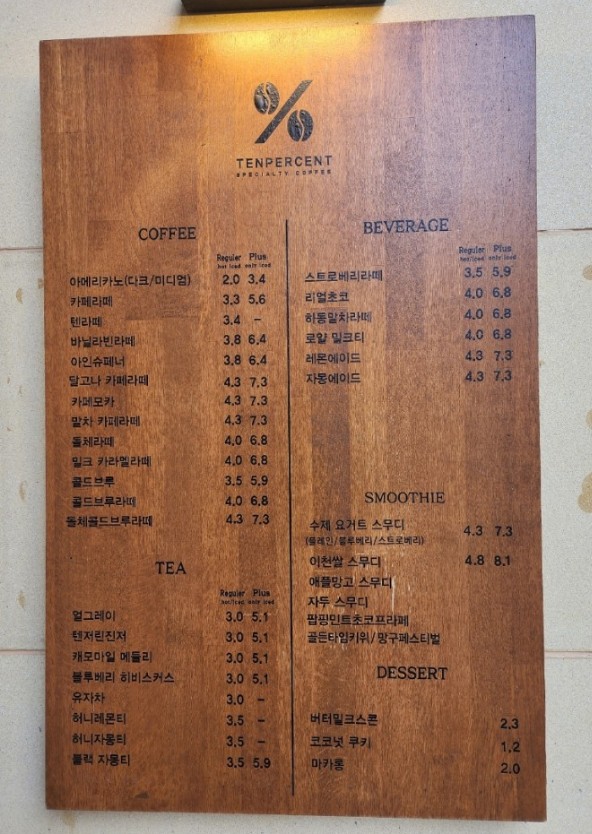 %
TENPERCENT
SPECIALTY COFFEE
COFFEE
Regular Plus
hot iced only iced
아메리카노(다크/미디엄) 2.0 3.4
카페라떼 3.3 5.6
텐라떼 3.4 -
바닐라빈라떼 3.8 6.4
아인슈페너 3.8 6.4
달고나 카페라떼 4.3 7.3
카페모카 4.3 7.3
말차 카페라떼 4.3 7.3
돌체라떼 4.0 6.8
밀크 카라멜라떼 4.0 6.8
콜드브루 3.5 5.9
콜드브루라떼 4.0 6.8
돌체콜드브루라떼 4.3 7.3
TEA
Regular Plus
hot/iced only iced
얼그레이 3.0 5.1
텐저린진저 3.0 5.1
캐모마일 메들리 3.0 5.1
블루베리 히비스커스 3.0 5.1
유자차 3.0 -
허니레몬티 3.5 -
허니자몽티 3.5 -
블랙 자몽티 3.5 5.9
BEVERAGE
Regular Plus
hot/iced only iced
스트로베리라떼 3.5 5.9
리얼초코 4.0 6.8
하동말차라떼 4.0 6.8
로얄 밀크티 4.0 6.8
레몬에이드 4.3 7.3
자몽에이드 4.3 7.3
SMOOTHIE
수제 요거트 스무디 4.3 7.3
(플레인/블루베리/스트로베리)
이천쌀 스무디 4.8 8.1
애플망고 스무디
자두 스무디
팝핑민트초코프라페
골든타임키위/망구페스티벌
DESSERT
버터밀크스콘 2.3
코코넛 쿠키 1.2
마카롱 2.0